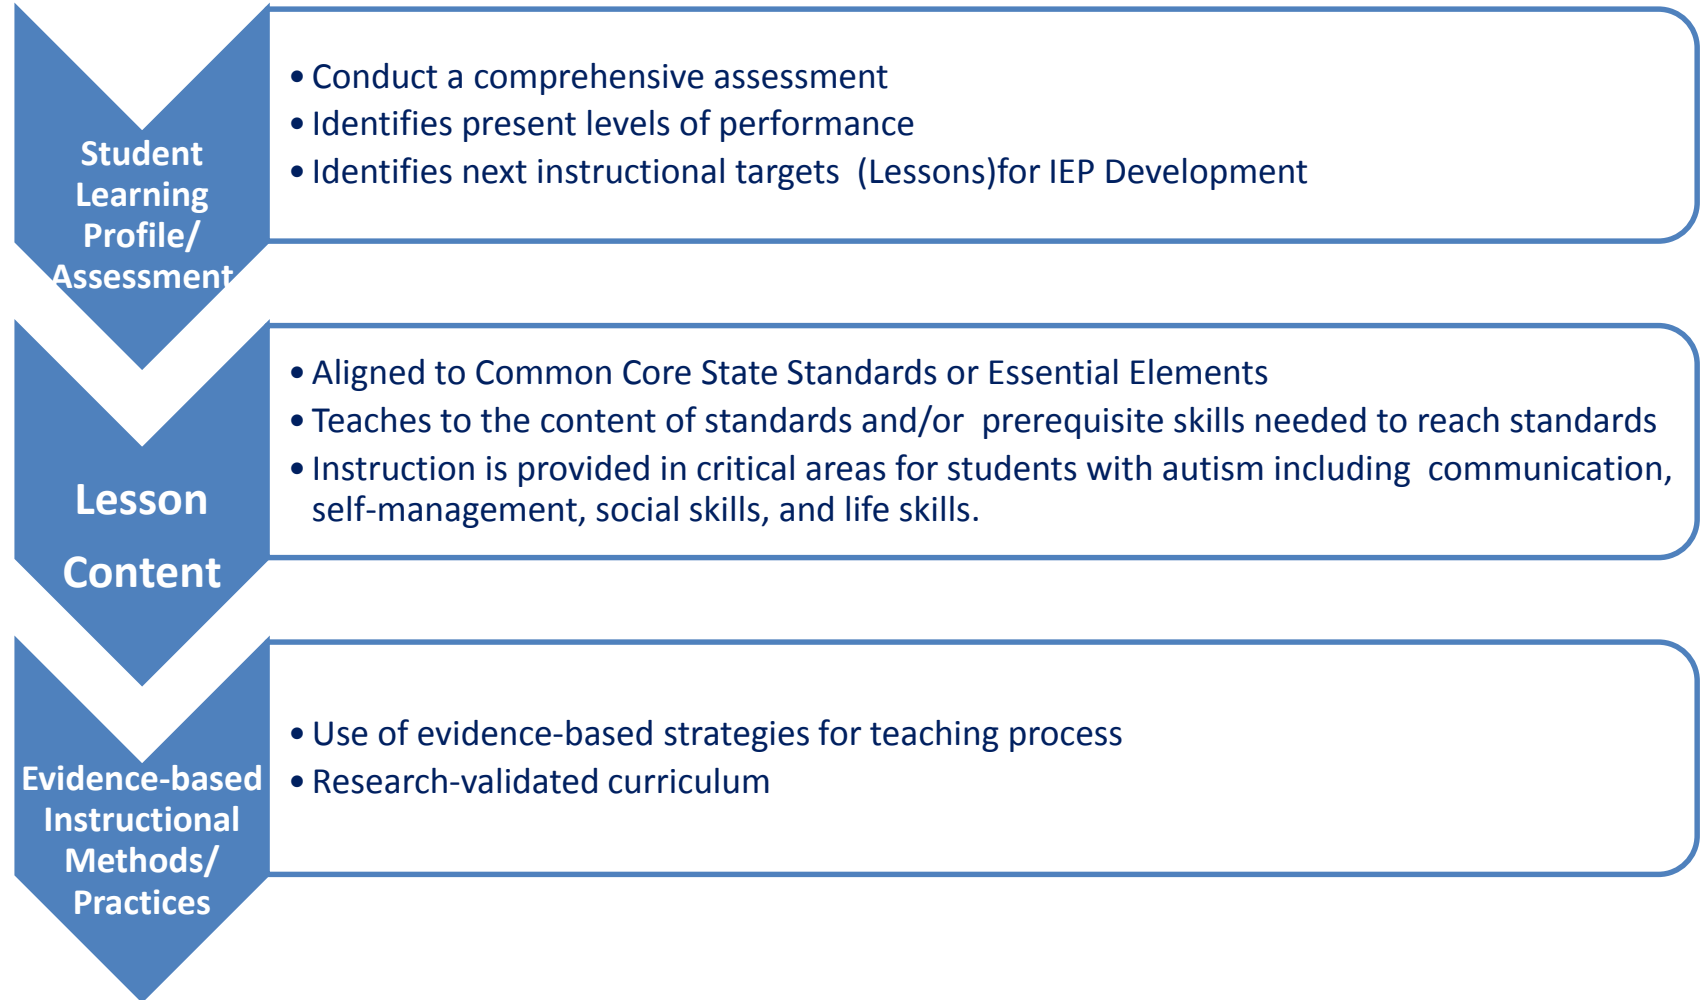 Student
Learning
Profile/
Assessment
• Conduct a comprehensive assessment
• Identifies present levels of performance
• Identifies next instructional targets  (Lessons)for IEP Development
Lesson
Content
• Aligned to Common Core State Standards or Essential Elements
• Teaches to the content of standards and/or  prerequisite skills needed to reach standards
• Instruction is provided in critical areas for students with autism including  communication,
self-management, social skills, and life skills.
Evidence-based
Instructional
Methods/
Practices
• Use of evidence-based strategies for teaching process
• Research-validated curriculum